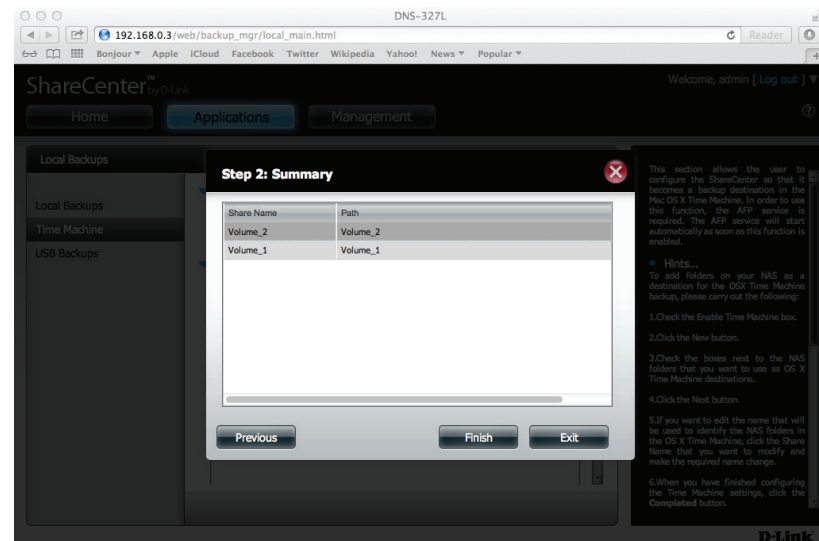 DNS-327L
192.168.0.3/web/backup_mgr/local_main.html
Reader
Bonjour Apple iCloud Facebook Twitter Wikipedia Yahoo! News Popular
ShareCenter™ by D-Link
Welcome, admin [ Log out ]
Home
Applications
Management
?
Local Backups
Local Backups
Time Machine
USB Backups
Step 2: Summary
Share Name Path
Volume_2 Volume_2
Volume_1 Volume_1
Previous
Finish
Exit
This section allows the user to
configure the ShareCenter so that it
becomes a backup destination in the
Mac OS X Time Machine. In order to use
this function, the AFP service is
required. The AFP service will start
automatically as soon as this function is
enabled.
Hints...
To add folders on your NAS as a
destination for the OSX Time Machine
backup, please carry out the following:
1.Check the Enable Time Machine box.
2.Click the New button.
3.Check the boxes next to the NAS
folders that you want to use as OS X
Time Machine destinations.
4.Click the Next button.
5.If you want to edit the name that will
be used to identify the NAS folders in
the OS X Time Machine, click the Share
Name that you want to modify and
make the required name change.
6.When you have finished configuring
the Time Machine settings, click the
Completed button.
D-Link